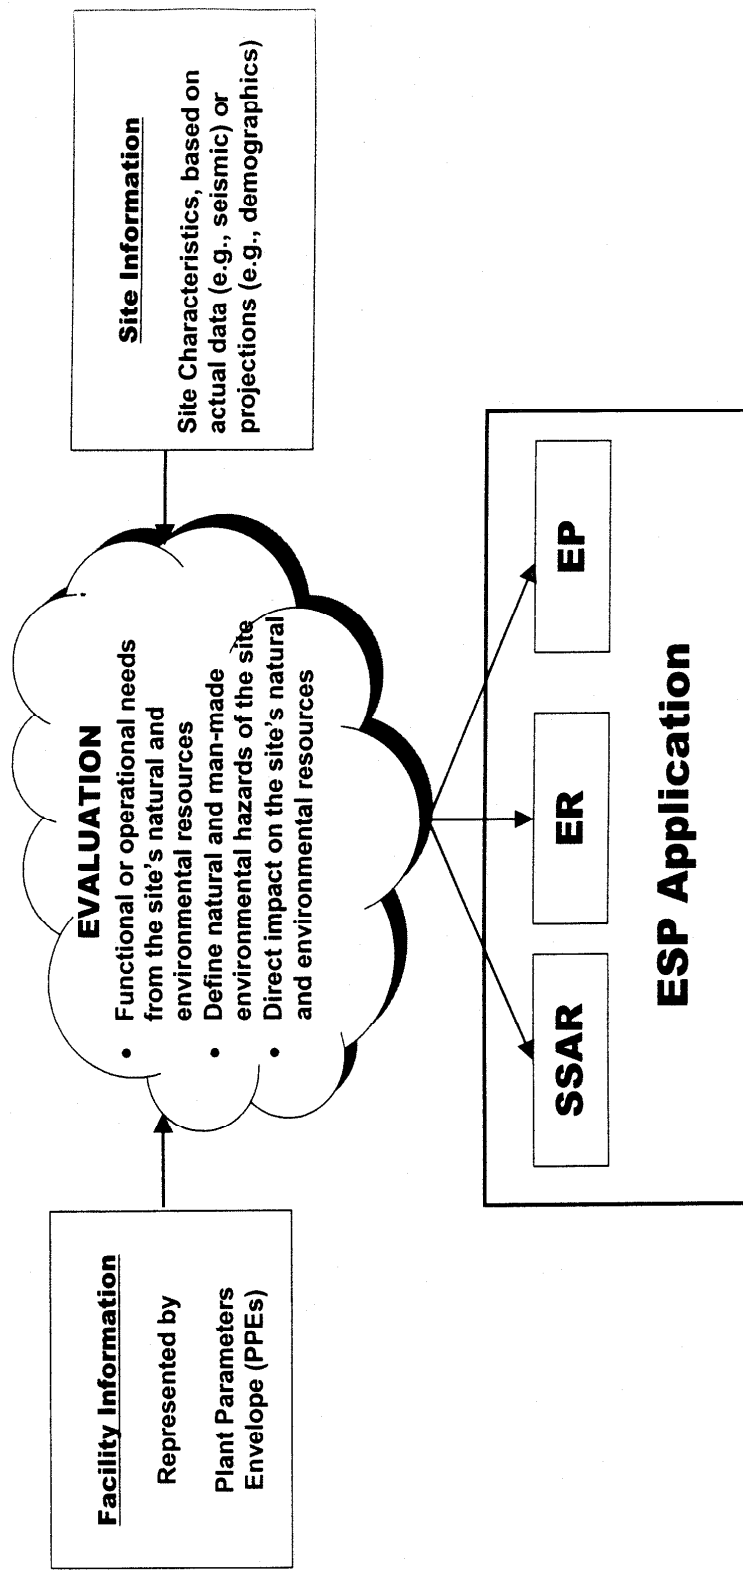 Facility Information
Represented by
Plant Parameters
Envelope (PPEs)
EVALUATION
• Functional or operational needs
from the site's natural and
environmental resources
• Define natural and man-made
environmental hazards of the site
• Direct impact on the site's natural
and environmental resources
Site Information
Site Characteristics, based on
actual data (e.g., seismic) or
projections (e.g., demographics)
SSAR
ER
EP
ESP Application